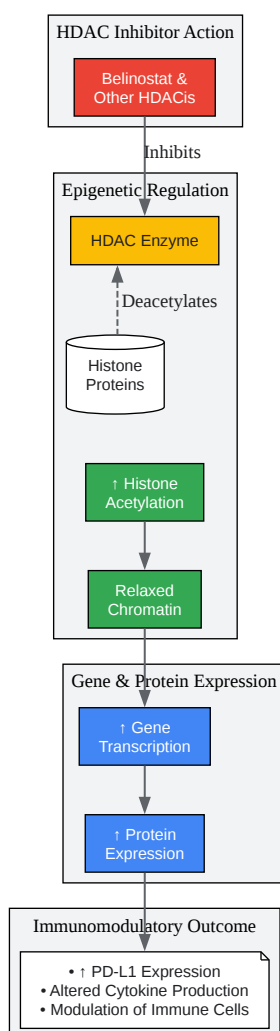 HDAC Inhibitor Action
Belinostat &
Other HDACis
Inhibits
Epigenetic Regulation
HDAC Enzyme
Deacetylates
Histone
Proteins
↑ Histone
Acetylation
Relaxed
Chromatin
Gene & Protein Expression
↑ Gene
Transcription
↑ Protein
Expression
Immunomodulatory Outcome
• ↑ PD-L1 Expression
• Altered Cytokine Production
• Modulation of Immune Cells